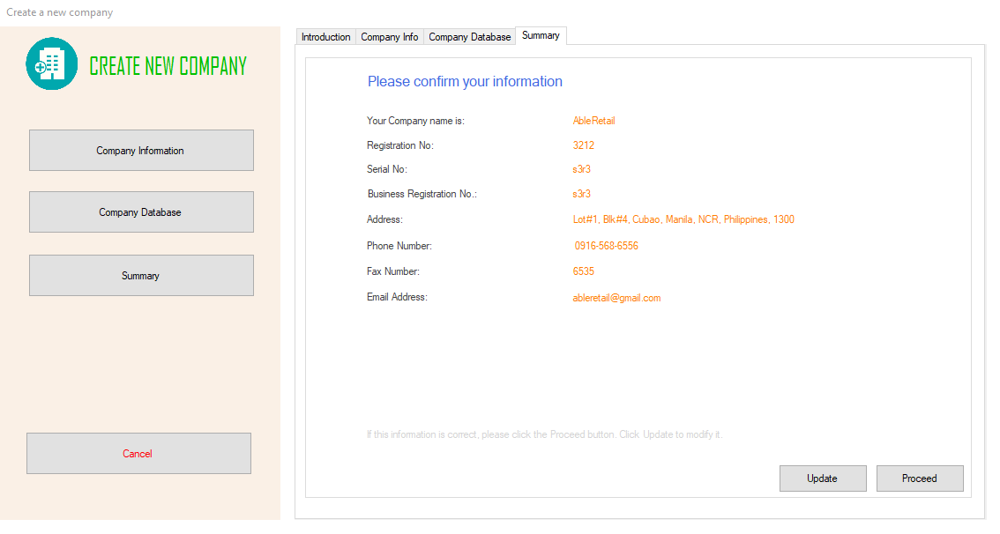 Create a new company
CREATE NEW COMPANY
Company Information
Company Database
Summary
Cancel
Introduction Company Info Company Database Summary
Please confirm your information
Your Company name is: AbleRetail
Registration No: 3212
Serial No: s3r3
Business Registration No.: s3r3
Address: Lot#1, Blk#4, Cubao, Manila, NCR, Philippines, 1300
Phone Number: 0916-568-6556
Fax Number: 6535
Email Address: ableretail@gmail.com
If this information is correct, please click the Proceed button. Click Update to modify it.
Update Proceed